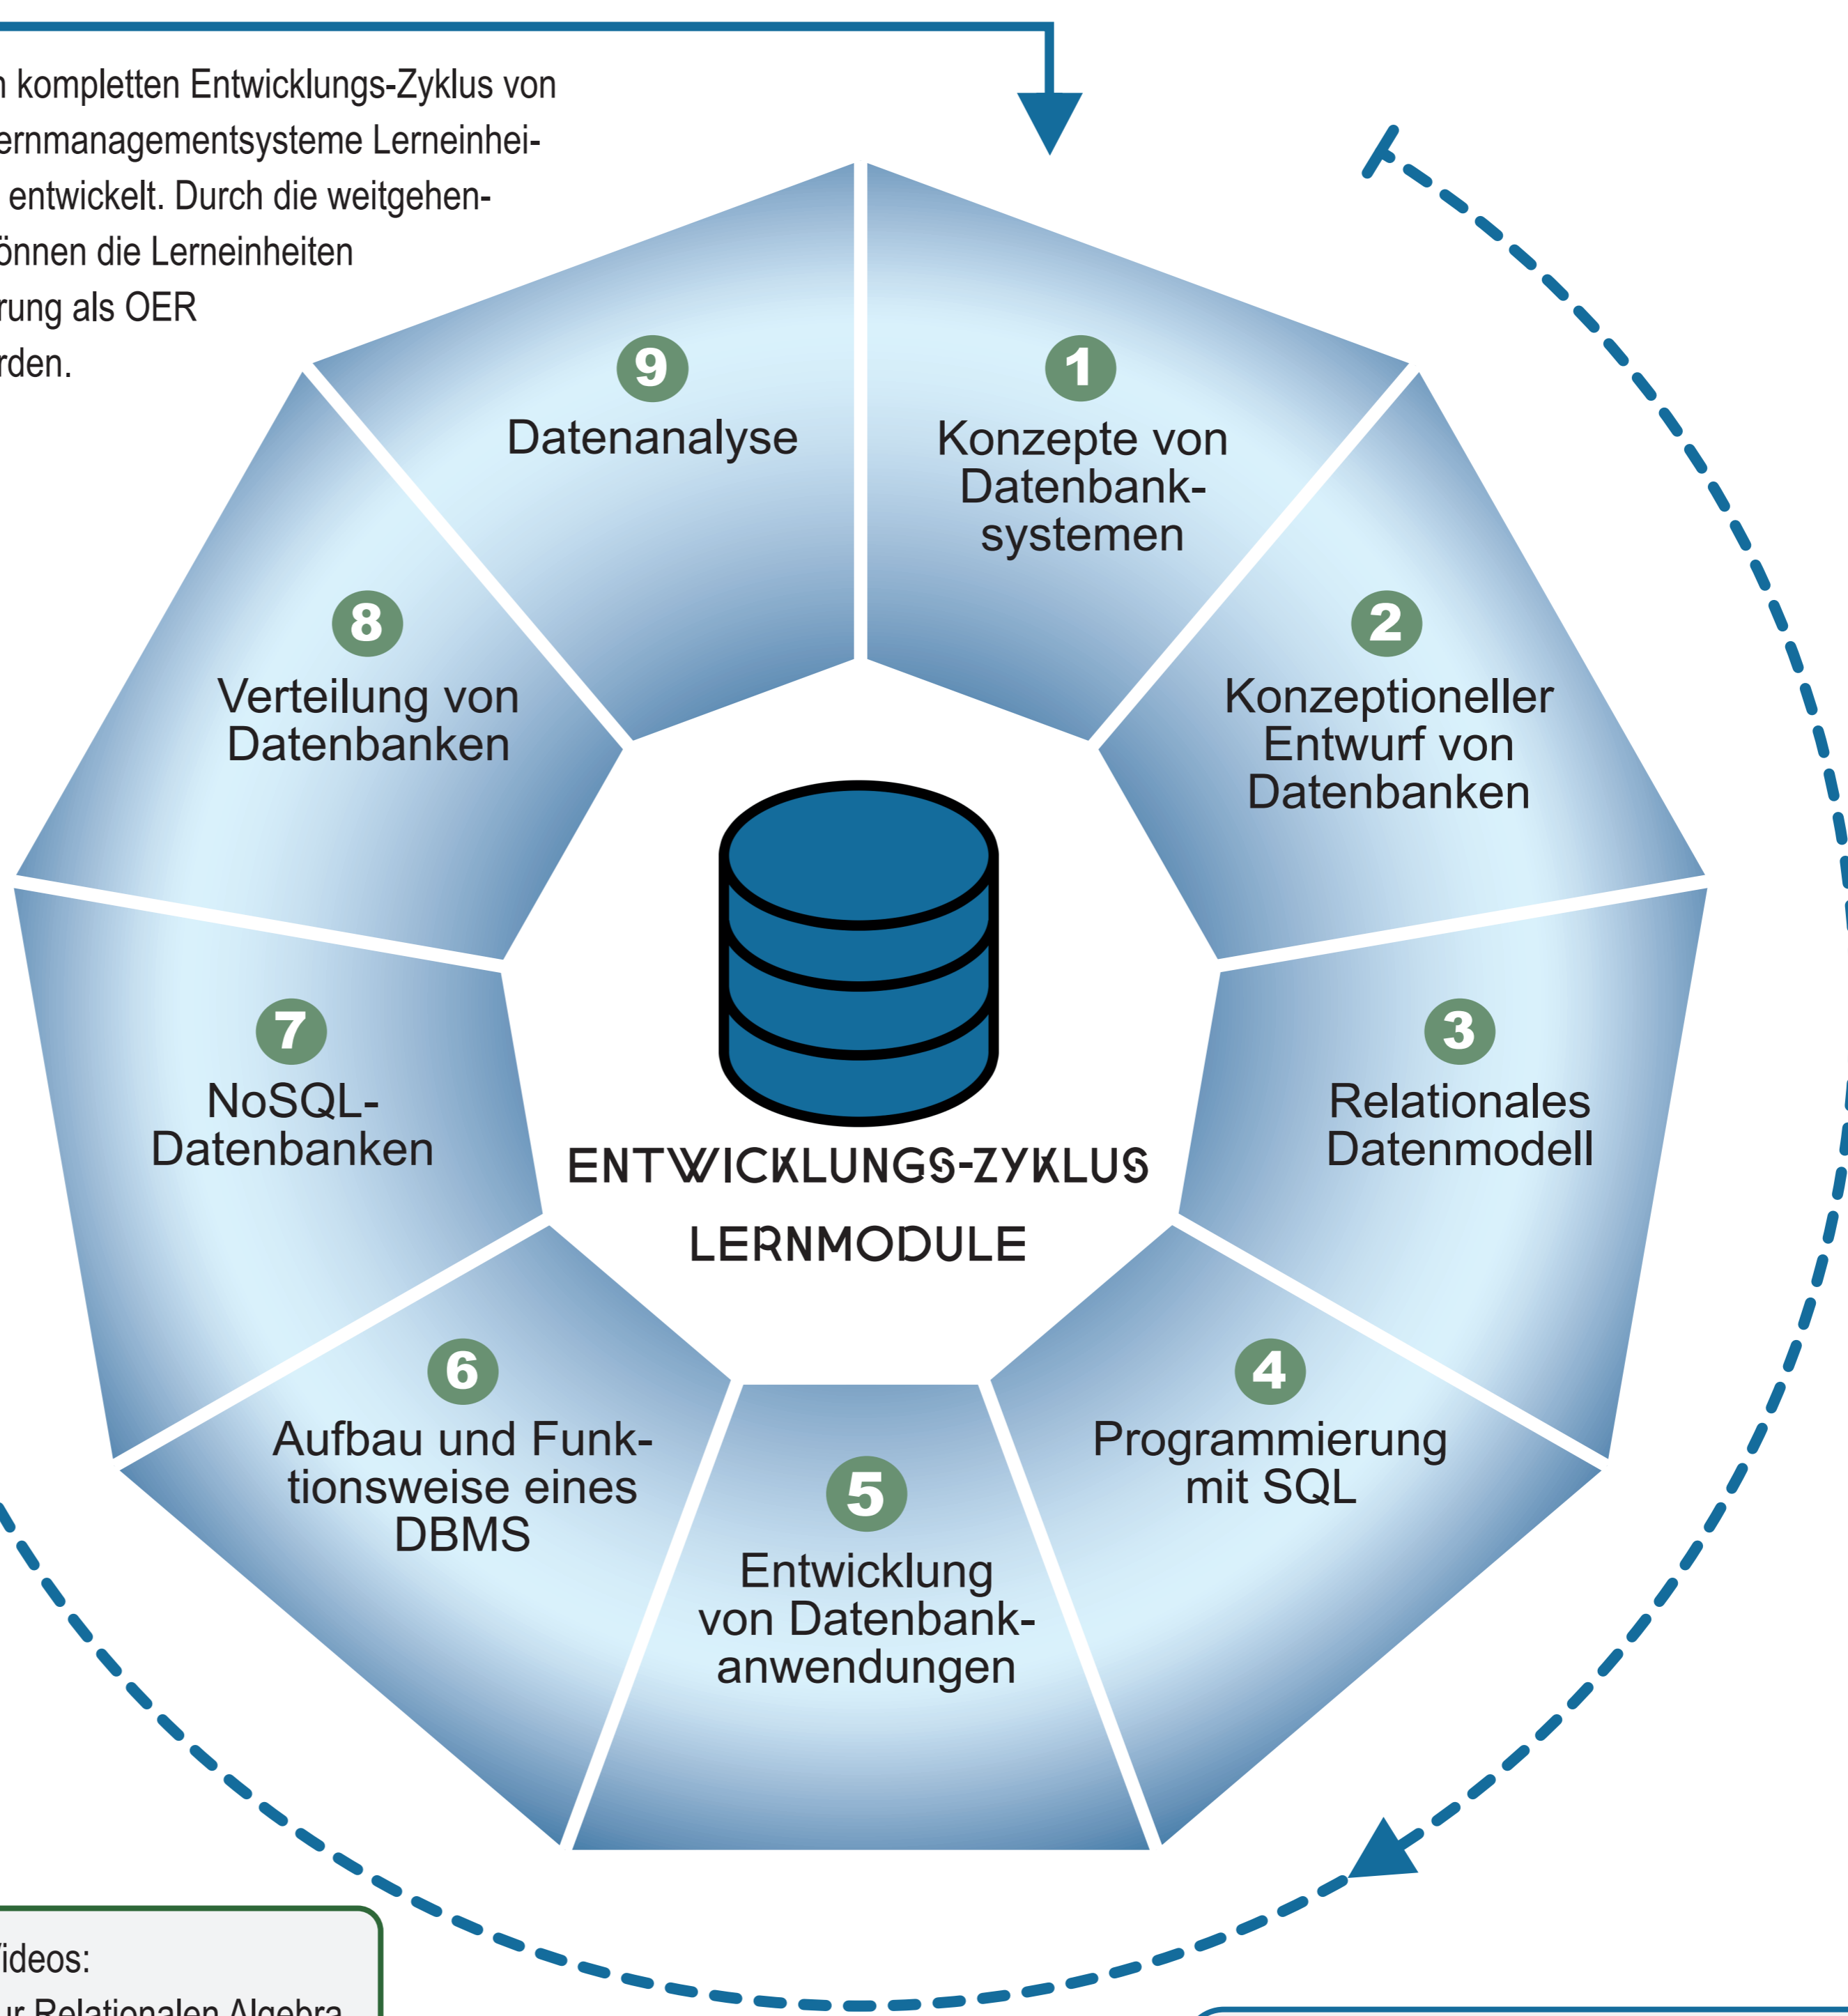 kompletten Entwicklungs-Zyklus von
ernmanagementsysteme Lerneinhei-
entwickelt. Durch die weitgehen-
önnen die Lerneinheiten
rung als OER
rden.
9
Datenanalyse
1
Konzepte von
Datenbank-
systemen
8
Verteilung von
Datenbanken
2
Konzeptioneller
Entwurf von
Datenbanken
7
NoSQL-
Datenbanken
3
Relationales
Datenmodell
ENTWICKLUNGS-ZYKLUS
LERNMODULE
6
Aufbau und Funk-
tionsweise eines
DBMS
4
Programmierung
mit SQL
5
Entwicklung
von Datenbank-
anwendungen
ideos:
ur Relationalen Algebra